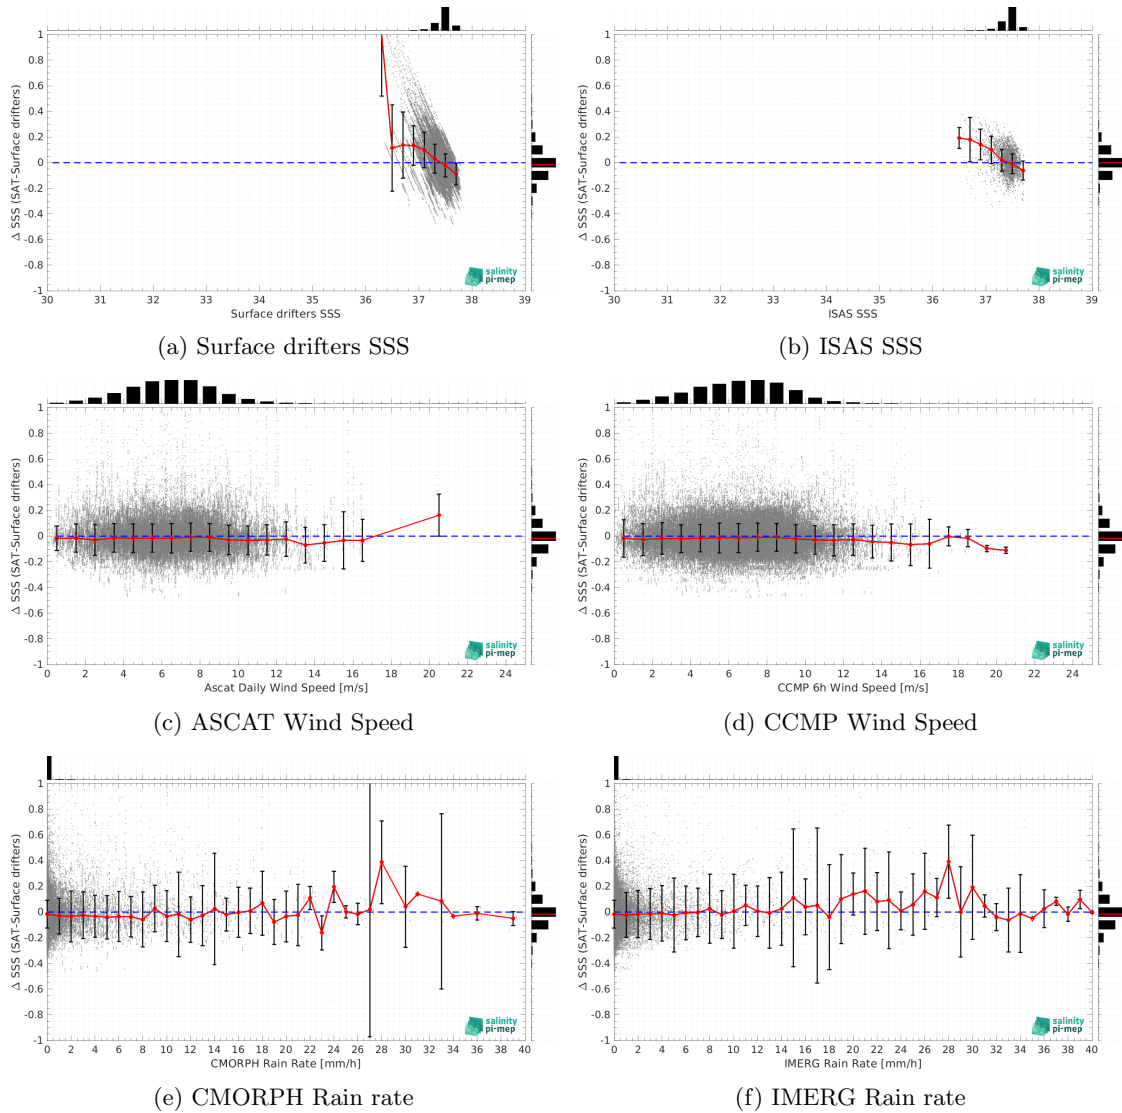 1
0.8
0.6
0.4
0.2
0
-0.2
-0.4
-0.6
-0.8
-1
Δ SSS (SAT-Surface drifters)
30 31 32 33 34 35 36 37 38 39
Surface drifters SSS
salinity
pi-mep
(a) Surface drifters SSS
1
0.8
0.6
0.4
0.2
0
-0.2
-0.4
-0.6
-0.8
-1
Δ SSS (SAT-Surface drifters)
30 31 32 33 34 35 36 37 38 39
ISAS SSS
salinity
pi-mep
(b) ISAS SSS
1
0.8
0.6
0.4
0.2
0
-0.2
-0.4
-0.6
-0.8
-1
Δ SSS (SAT-Surface drifters)
0 2 4 6 8 10 12 14 16 18 20 22 24
Ascat Daily Wind Speed [m/s]
salinity
pi-mep
(c) ASCAT Wind Speed
1
0.8
0.6
0.4
0.2
0
-0.2
-0.4
-0.6
-0.8
-1
Δ SSS (SAT-Surface drifters)
0 2 4 6 8 10 12 14 16 18 20 22 24
CCMP 6h Wind Speed [m/s]
salinity
pi-mep
(d) CCMP Wind Speed
1
0.8
0.6
0.4
0.2
0
-0.2
-0.4
-0.6
-0.8
-1
Δ SSS (SAT-Surface drifters)
0 2 4 6 8 10 12 14 16 18 20 22 24 26 28 30 32 34 36 38 40
CMORPH Rain Rate [mm/h]
salinity
pi-mep
(e) CMORPH Rain rate
1
0.8
0.6
0.4
0.2
0
-0.2
-0.4
-0.6
-0.8
-1
Δ SSS (SAT-Surface drifters)
0 2 4 6 8 10 12 14 16 18 20 22 24 26 28 30 32 34 36 38 40
IMERG Rain Rate [mm/h]
salinity
pi-mep
(f) IMERG Rain rate